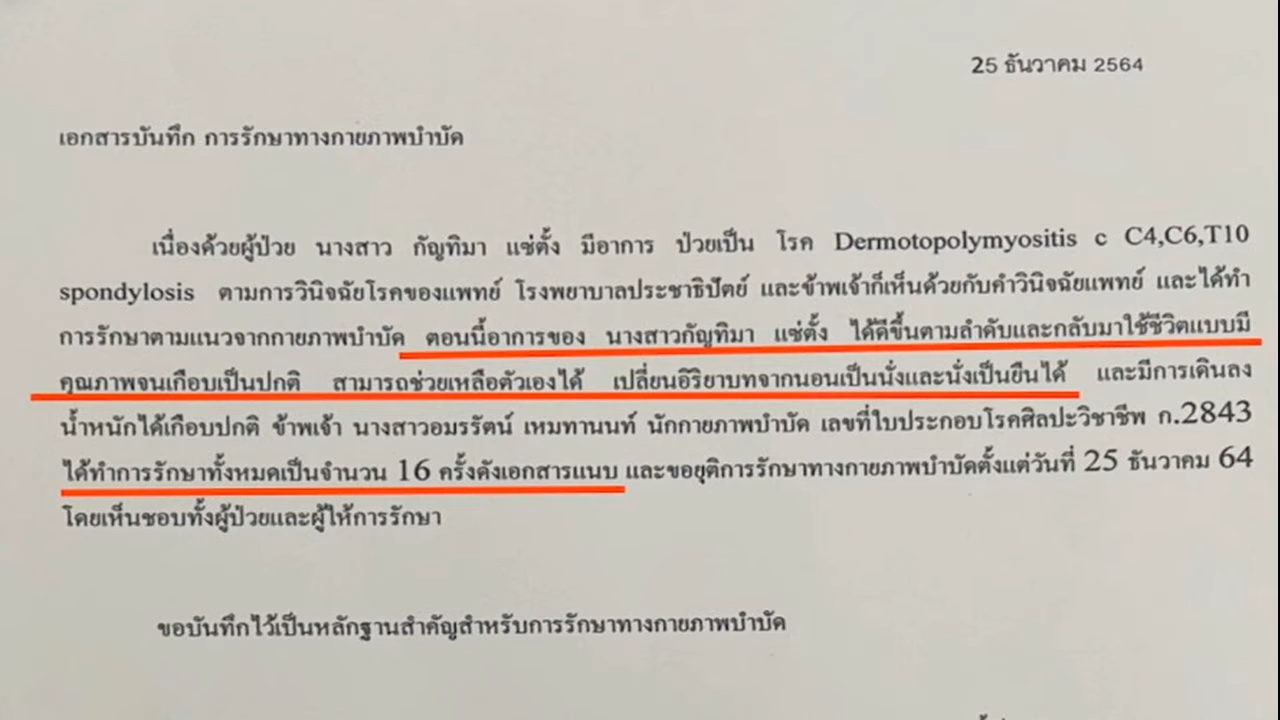 25 ธันวาคม 2564
เอกสารบันทึก การรักษาทางกายภาพบำบัด
เนื่องด้วยผู้ป่วย นางสาว กัญทิมา แซ่ตั้ง มีอาการ ป่วยเป็น โรค Dermotopolymyositis c C4,C6,T10
spondylosis ตามการวินิจฉัยโรคของแพทย์ โรงพยาบาลประชาธิปัตย์ และข้าพเจ้าก็เห็นด้วยกับคำวินิจฉัยแพทย์ และได้ทำ
การรักษาตามแนวจากกายภาพบำบัด ตอนนี้อาการของ นางสาวกัญทิมา แซ่ตั้ง ได้ดีขึ้นตามลำดับและกลับมาใช้ชีวิตแบบมี
คุณภาพจนเกือบเป็นปกติ สามารถช่วยเหลือตัวเองได้ เปลี่ยนอิริยาบทจากนอนเป็นนั่งและนั่งเป็นยืนได้ และมีการเดินลง
น้ำหนักได้เกือบปกติ ข้าพเจ้า นางสาวอมรรัตน์ เหมทานนท์ นักกายภาพบำบัด เลขที่ใบประกอบโรคศิลปะวิชาชีพ ก.2843
ได้ทำการรักษาทั้งหมดเป็นจำนวน 16 ครั้งดังเอกสารแนบ และขอยุติการรักษาทางกายภาพบำบัดตั้งแต่วันที่ 25 ธันวาคม 64
โดยเห็นชอบทั้งผู้ป่วยและผู้ให้การรักษา
ขอบันทึกไว้เป็นหลักฐานสำคัญสำหรับการรักษาทางกายภาพบำบัด